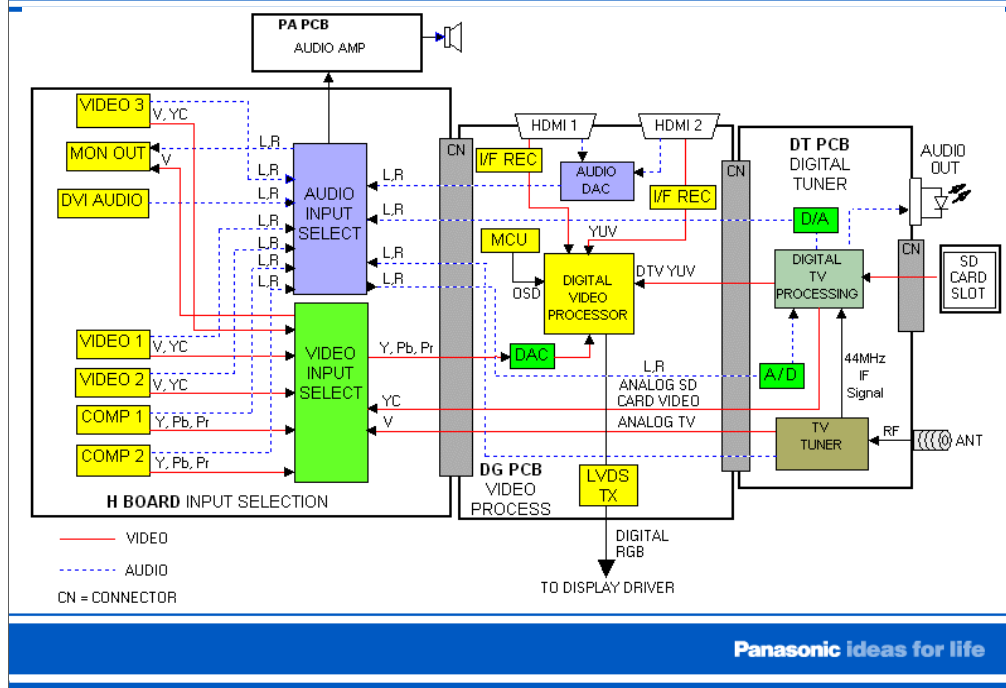 PA PCB
AUDIO AMP
VIDEO 3
V, YC
MON OUT
V
DVI AUDIO
L,R
L,R
L,R
L,R
L,R
L,R
L,R
AUDIO
INPUT
SELECT
L,R
L,R
L,R
L,R
VIDEO 1
V, YC
VIDEO 2
V, YC
COMP 1
Y, Pb, Pr
COMP 2
Y, Pb, Pr
VIDEO
INPUT
SELECT
Y, Pb, Pr
YC
V
H BOARD INPUT SELECTION
CN
HDMI 1
HDMI 2
I/F REC
AUDIO
DAC
I/F REC
YUV
MCU
OSD
DIGITAL
VIDEO
PROCESSOR
DTV YUV
DAC
L,R
ANALOG SD
CARD VIDEO
ANALOG TV
DG PCB
VIDEO
PROCESS
LVDS
TX
DIGITAL
RGB
TO DISPLAY DRIVER
CN
DT PCB
DIGITAL
TUNER
D/A
DIGITAL
TV
PROCESSING
A/D
44MHz
IF
Signal
TV
TUNER
RF
ANT
AUDIO
OUT
CN
SD
CARD
SLOT
VIDEO
AUDIO
CN = CONNECTOR
Panasonic ideas for life